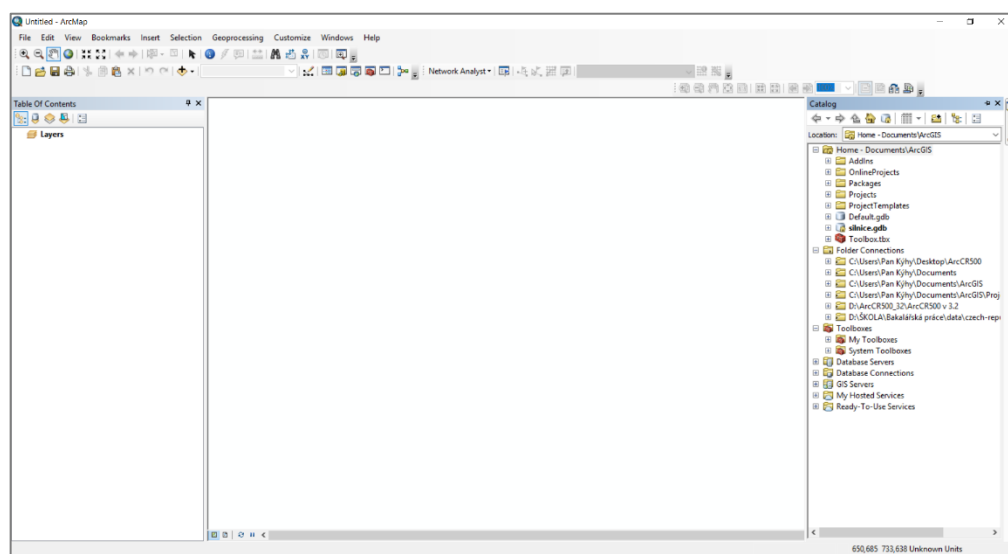 Untitled - ArcMap
File Edit View Bookmarks Insert Selection Geoprocessing Customize Windows Help
Network Analyst
Table Of Contents
Layers
Catalog
Location: Home - Documents\ArcGIS
Home - Documents\ArcGIS
AddIns
OnlineProjects
Packages
Projects
ProjectTemplates
Default.gdb
silnice.gdb
Toolbox.tbx
Folder Connections
C:\Users\Pan Kýhy\Desktop\ArcCR500
C:\Users\Pan Kýhy\Documents
C:\Users\Pan Kýhy\Documents\ArcGIS
C:\Users\Pan Kýhy\Documents\ArcGIS\Proj
D:\ArcCR500_32\ArcCR500 v 3.2
D:\ŠKOLA\Bakalářská práce\data\czech-repu
Toolboxes
My Toolboxes
System Toolboxes
Database Servers
Database Connections
GIS Servers
My Hosted Services
Ready-To-Use Services
650,685 733,638 Unknown Units